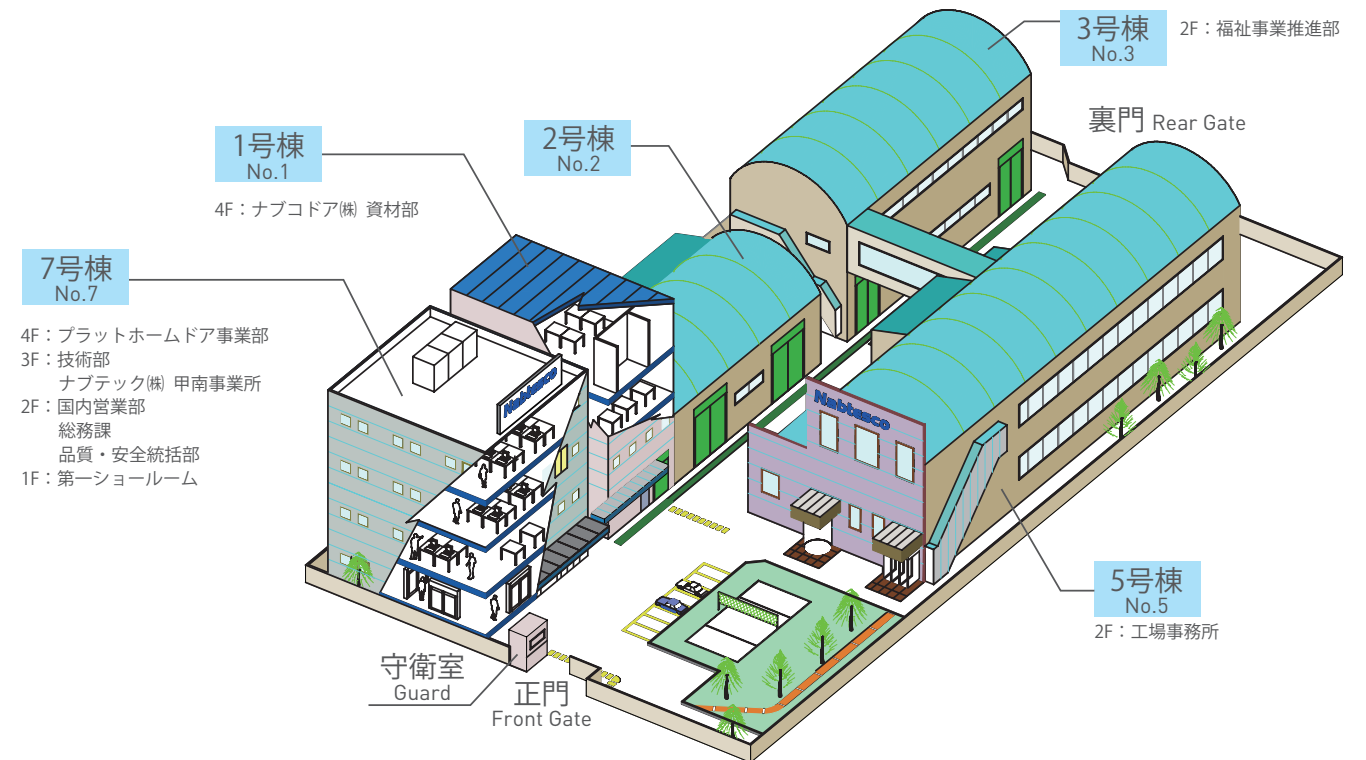 3号棟
No.3
2F：福祉事業推進部
裏門 Rear Gate
1号棟
No.1
4F：ナブコドア㈱ 資材部
2号棟
No.2
7号棟
No.7
4F：プラットホームドア事業部
3F：技術部
ナブテック㈱ 甲南事業所
2F：国内営業部
総務課
品質・安全統括部
1F：第一ショールーム
Nabtesco
Nabtesco
5号棟
No.5
2F：工場事務所
守衛室
Guard
正門
Front Gate